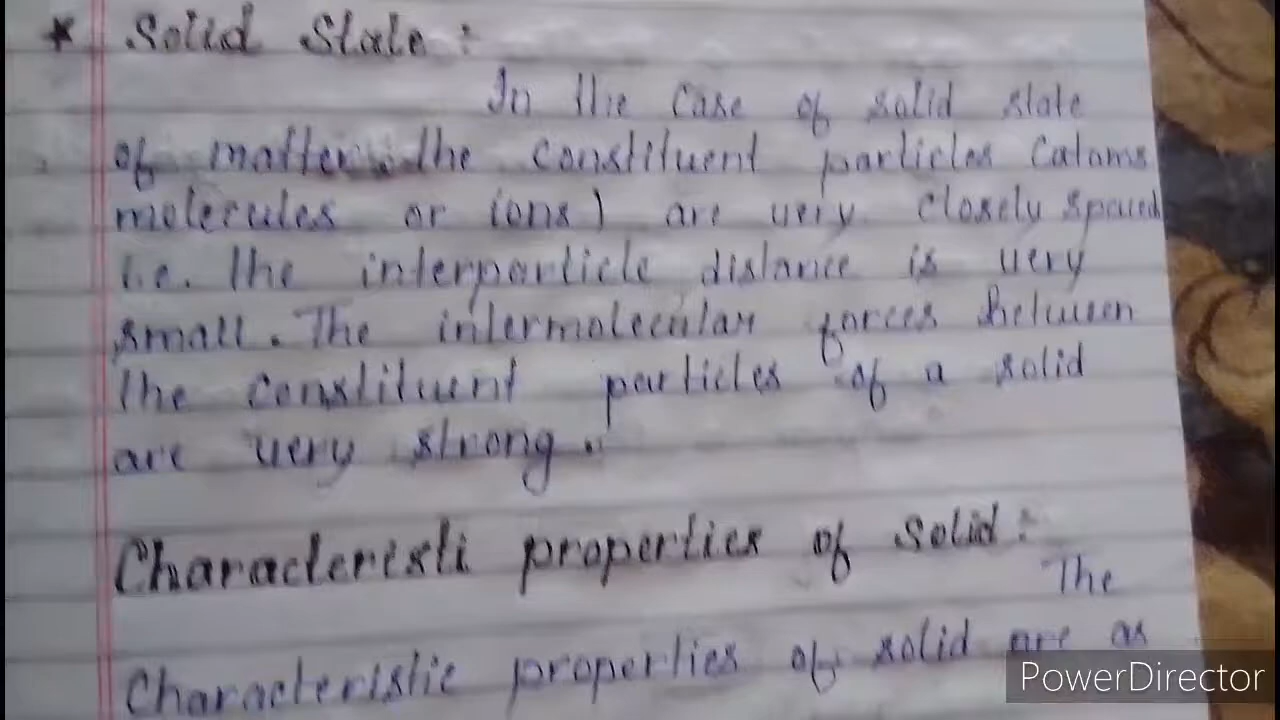 * Solid State :
In the case of solid state
of matter . the constituent particles (atoms
molecules or ions) are very closely spaced
i.e. the interparticle distance is very
small. The intermolecular forces between
the constituent particles of a solid
are very strong.
Characteristi properties of solid :
The
Characteristic properties of solid are as
PowerDirector